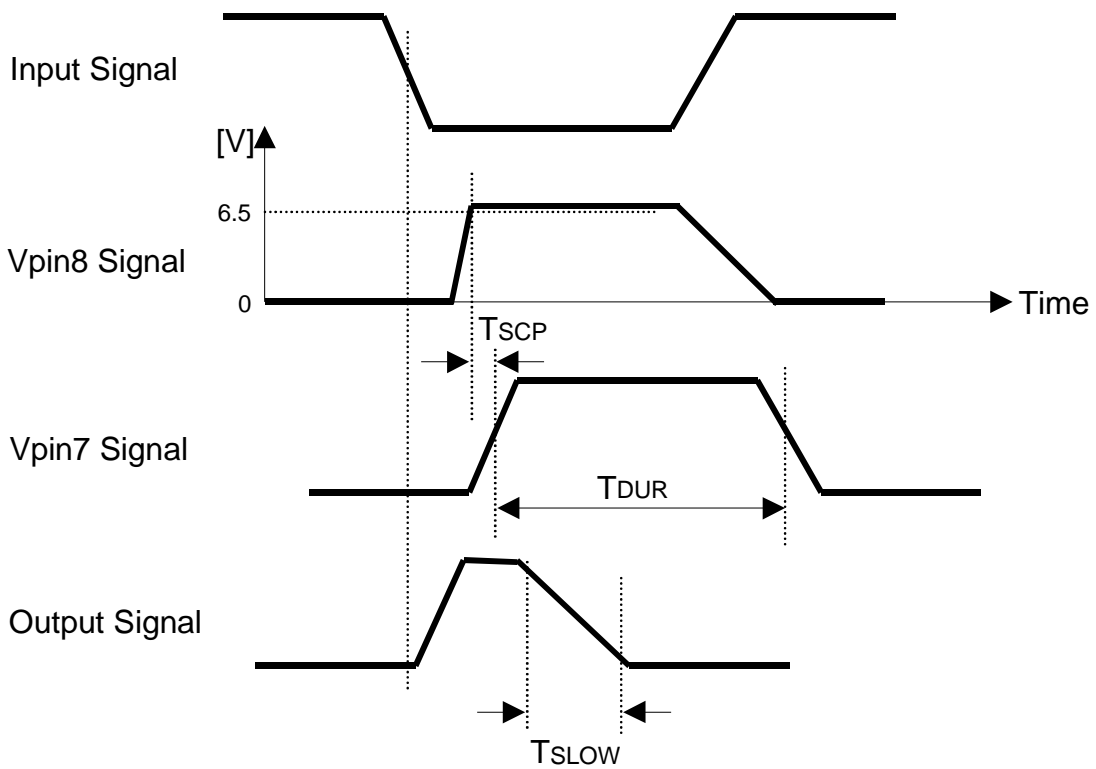 Input Signal
[V]
6.5
Vpin8 Signal
0
Time
TSCP
Vpin7 Signal
TDUR
Output Signal
TSLOW